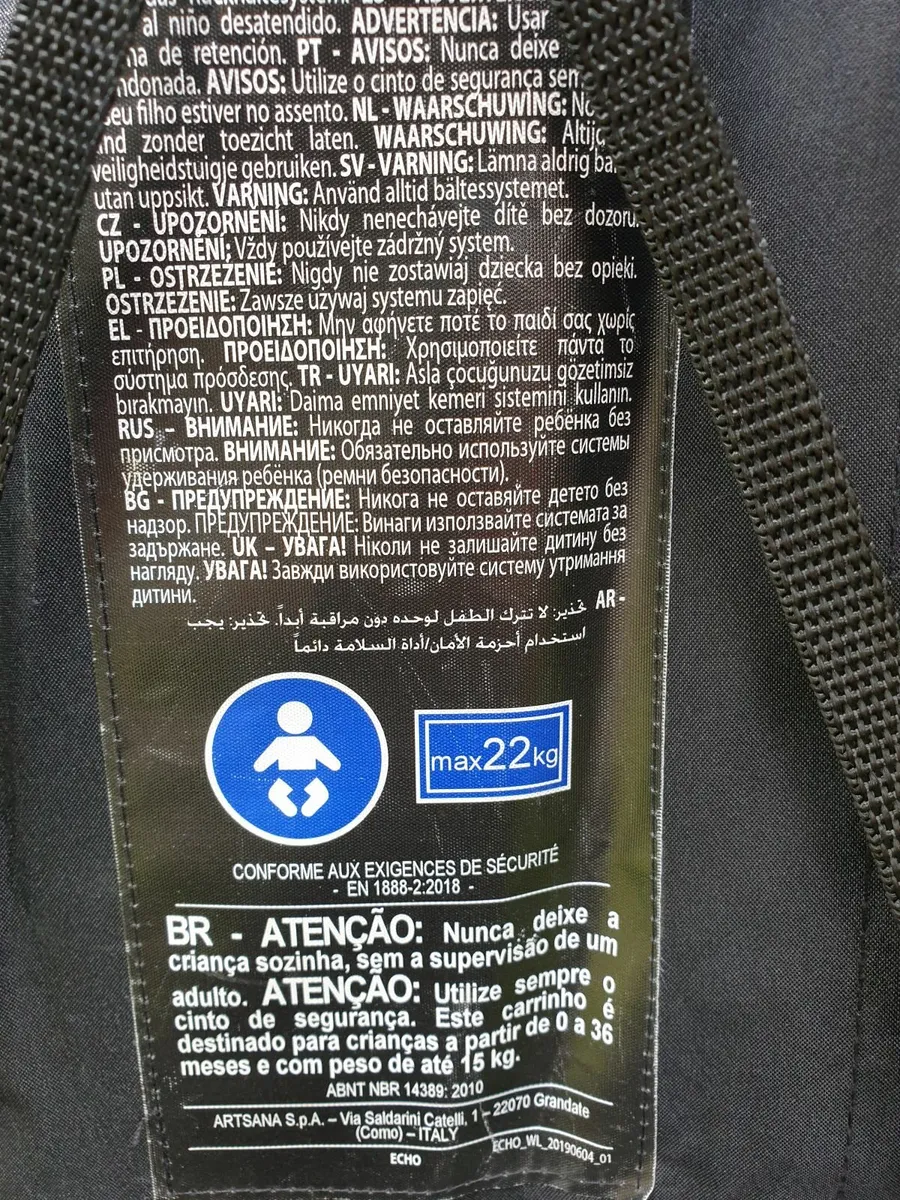 al niño desatendido. ADVERTENCIA: Usar
de retención. PT - AVISOS: Nunca deixe
AVISOS: Utilize o cinto de segurança
filho estiver no assento. NL - WAARSCHUWING:
zonder toezicht laten. WAARSCHUWING:
veiligheidstuigje gebruiken. SV - VARNING: Lämna aldrig
utan uppsikt. VARNING: Använd alltid bältessystemet.
CZ - UPOZORNĚNÍ: Nikdy nenechávejte dítě bez dozoru.
UPOZORNĚNÍ; Vždy používejte zádržný systém.
PL - OSTRZEŻENIE: Nigdy nie zostawiaj dziecka bez opieki.
OSTRZEŻENIE: Zawsze używaj systemu zapięć.
EL - ΠΡΟΕΙΔΟΠΟΙΗΣΗ: Μην αφήνετε ποτέ το παιδί σας χωρίς
επιτήρηση. ΠΡΟΕΙΔΟΠΟΙΗΣΗ: Χρησιμοποιείτε πάντα το
σύστημα πρόσδεσης. TR - UYARI: Asla çocuğunuzu gözetimsiz
bırakmayın. UYARI: Daima emniyet kemeri sistemini kullanın.
RUS – ВНИМАНИЕ: Никогда не оставляйте ребёнка без
присмотра. ВНИМАНИЕ: Обязательно используйте системы
удерживания ребёнка (ремни безопасности).
BG - ПРЕДУПРЕЖДЕНИЕ: Никога не оставяйте детето без
надзор. ПРЕДУПРЕЖДЕНИЕ: Винаги използвайте системата за
задържане. UK – УВАГА! Ніколи не залишайте дитину без
нагляду. УВАГА! Завжди використовуйте систему утримання
дитини.
AR - تحذير: لا تترك الطفل لوحده دون مراقبة أبداً. تحذير: يجب
استخدام أحزمة الأمان/أداة السلامة دائماً
max 22 kg
CONFORME AUX EXIGENCES DE SÉCURITÉ
- EN 1888-2:2018 -
BR - ATENÇÃO: Nunca deixe a
criança sozinha, sem a supervisão de um
adulto. ATENÇÃO: Utilize sempre o
cinto de segurança. Este carrinho é
destinado para crianças a partir de 0 a 36
meses e com peso de até 15 kg.
ABNT NBR 14389: 2010
ARTSANA S.p.A. – Via Saldarini Catelli, 1 – 22070 Grandate
(Como) – ITALY
ECHO
ECHO_WL_20190604_01